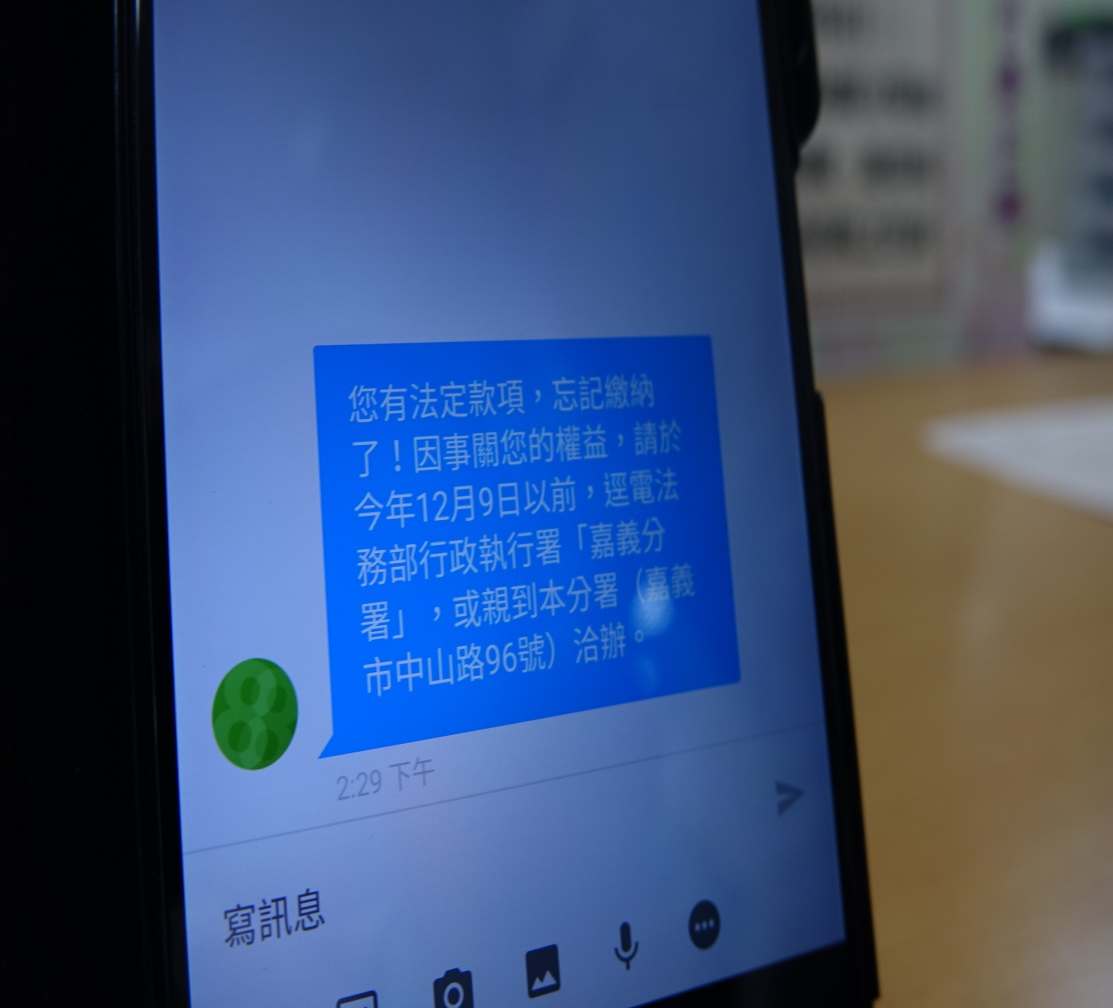 您有法定款項，忘記繳納
了！因事關您的權益，請於
今年12月9日以前，逕電法
務部行政執行署「嘉義分
署」，或親到本分署（嘉義
市中山路96號）洽辦。
2:29 下午
寫訊息